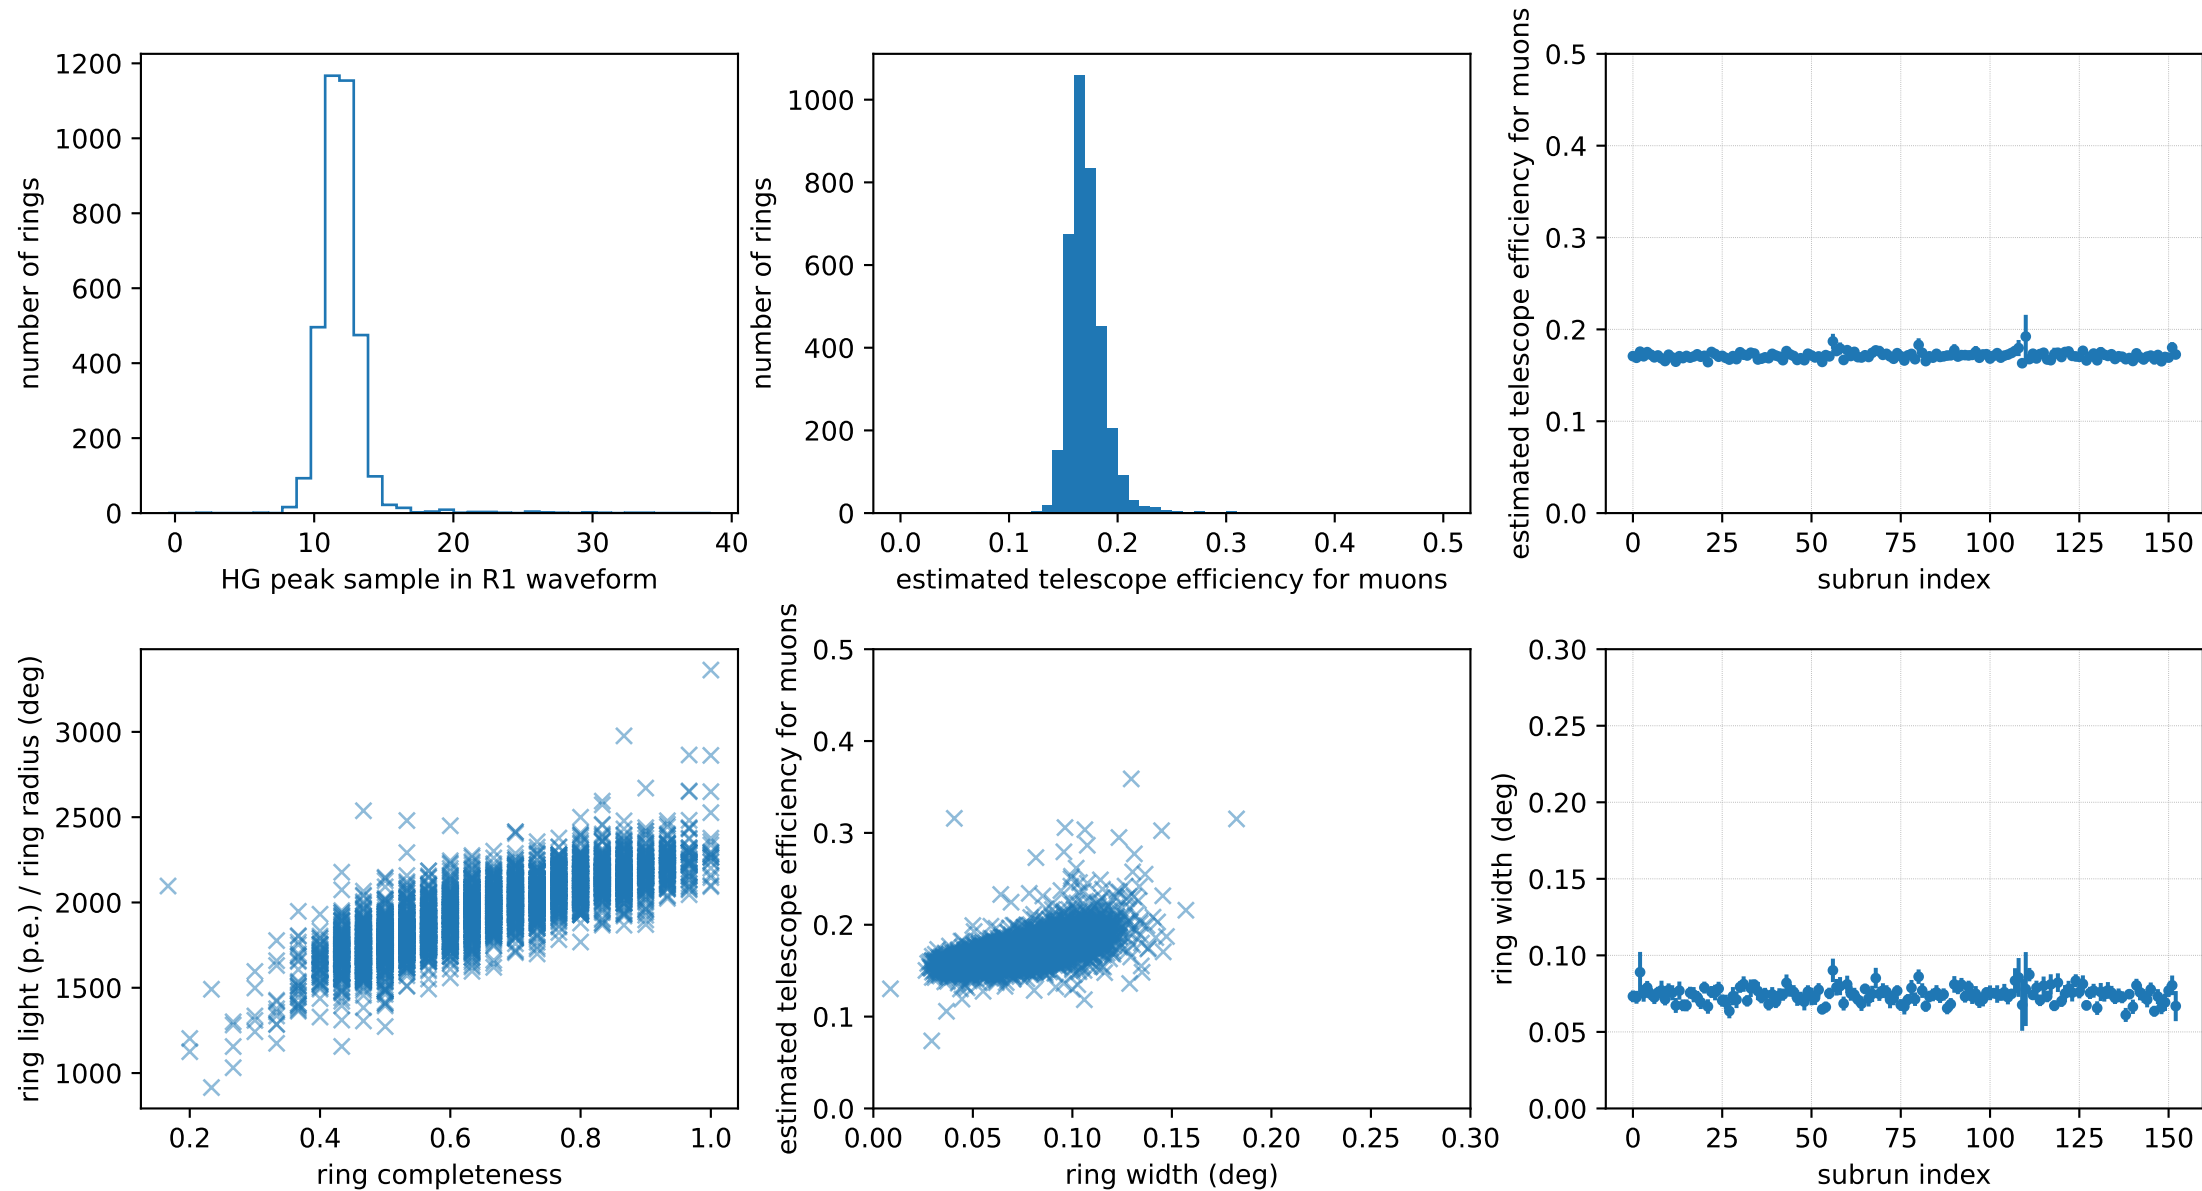 1200
1000
800
600
400
200
0
number of rings
0 10 20 30 40
HG peak sample in R1 waveform
1000
800
600
400
200
0
number of rings
0.0 0.1 0.2 0.3 0.4 0.5
estimated telescope efficiency for muons
0.5
0.4
0.3
0.2
0.1
0.0
estimated telescope efficiency for muons
0 25 50 75 100 125 150
subrun index
3000
2500
2000
1500
1000
ring light (p.e.) / ring radius (deg)
0.2 0.4 0.6 0.8 1.0
ring completeness
0.5
0.4
0.3
0.2
0.1
0.0
estimated telescope efficiency for muons
0.00 0.05 0.10 0.15 0.20 0.25 0.30
ring width (deg)
0.30
0.25
0.20
0.15
0.10
0.05
0.00
ring width (deg)
0 25 50 75 100 125 150
subrun index